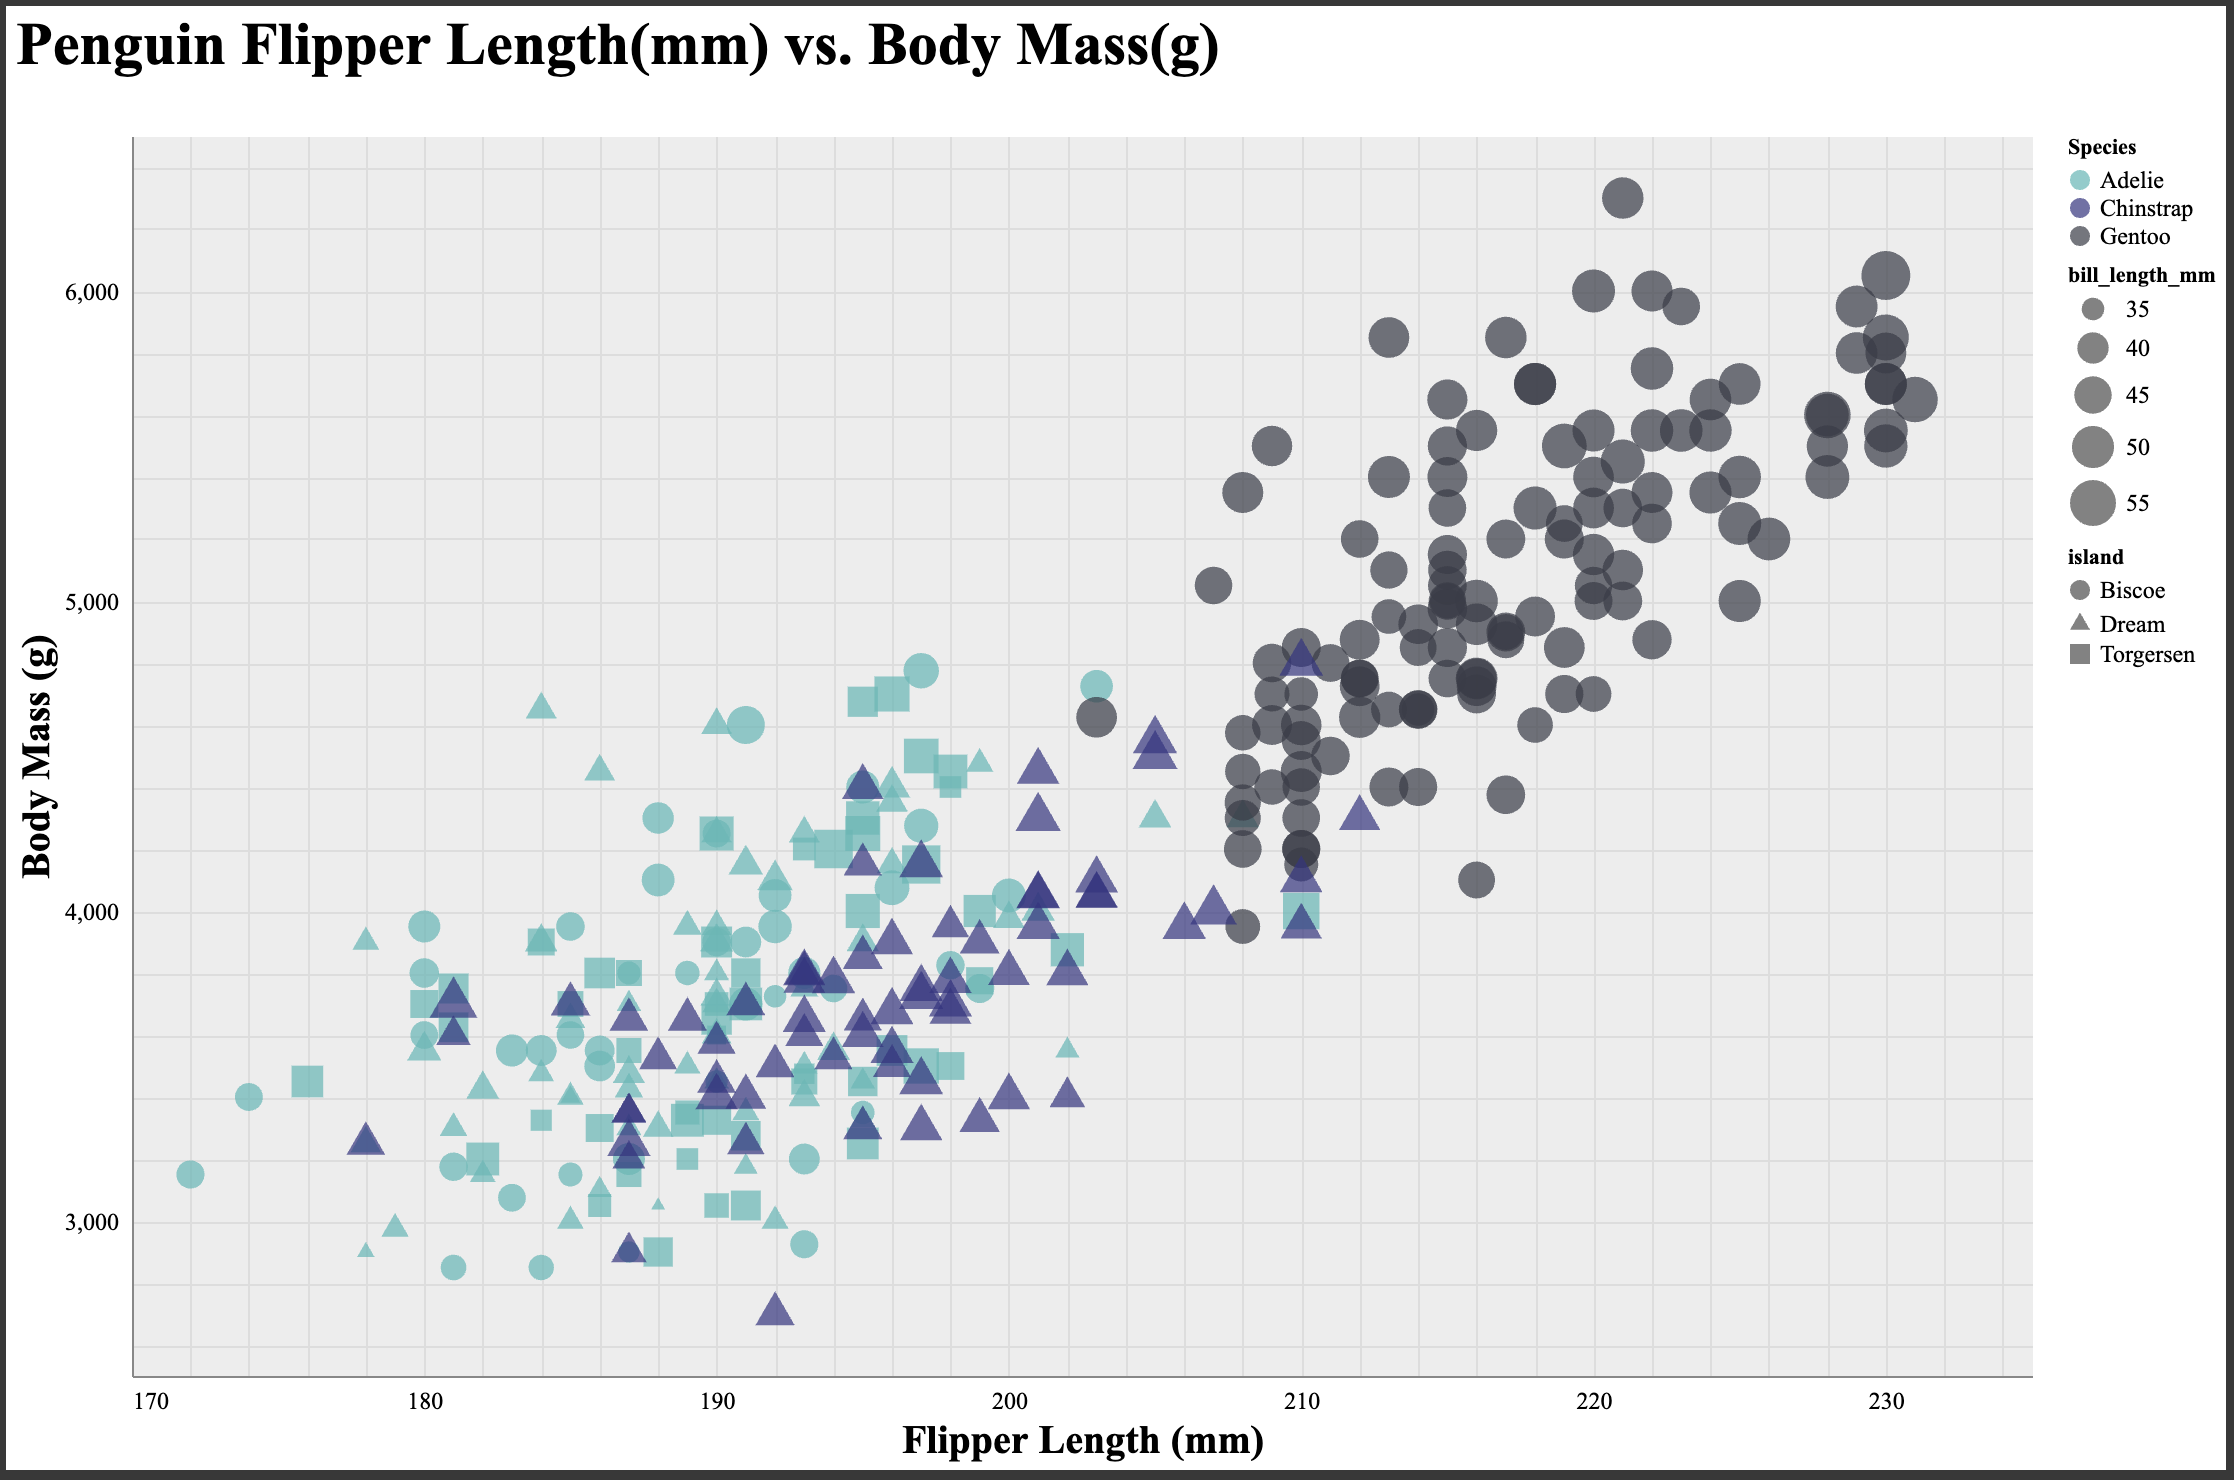 Penguin Flipper Length(mm) vs. Body Mass(g)
Species
Adelie
Chinstrap
Gentoo
bill_length_mm
35
40
45
50
55
island
Biscoe
Dream
Torgersen
Body Mass (g)
6,000
5,000
4,000
3,000
170 180 190 200 210 220 230
Flipper Length (mm)